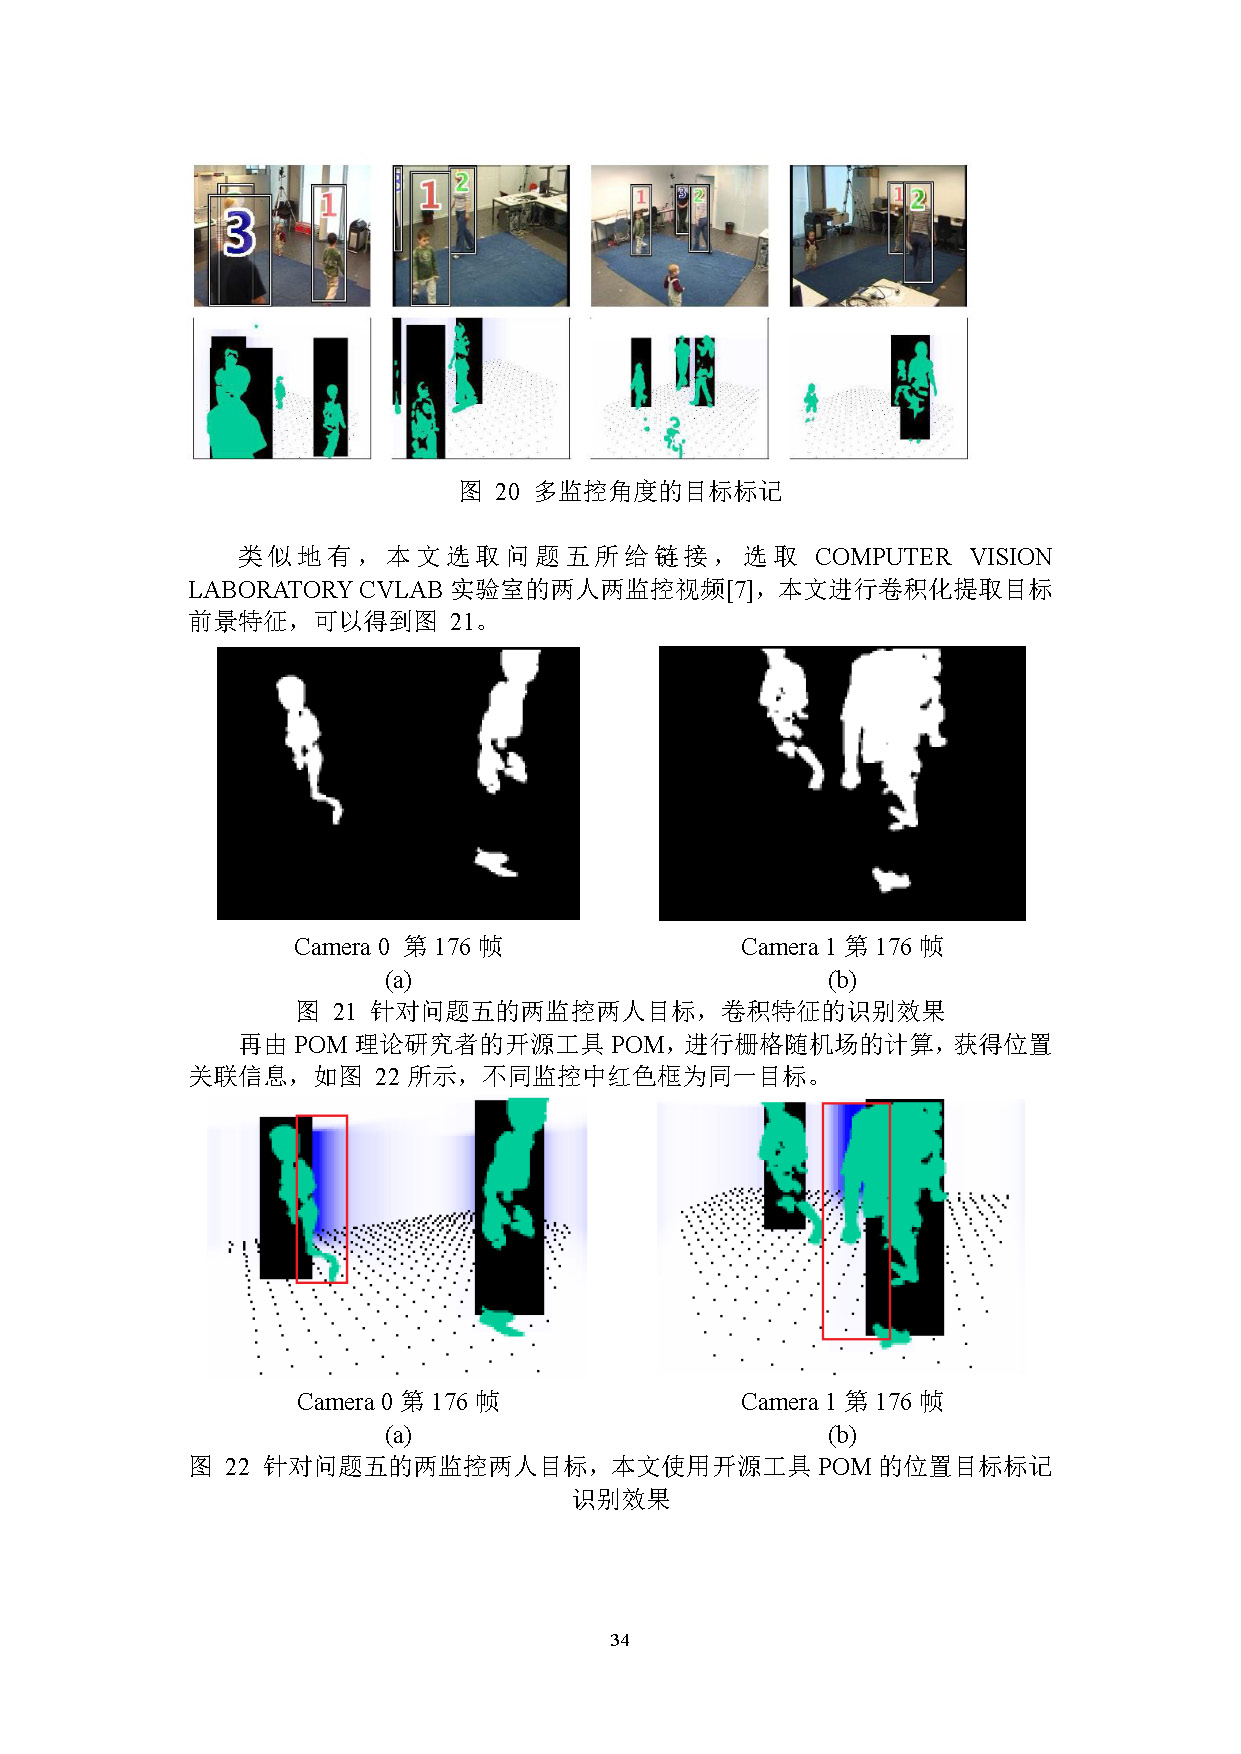 3
1
3
1
2
1
3
2
1
2
图 20 多监控角度的目标标记
类似地有，本文选取问题五所给链接，选取 COMPUTER VISION
LABORATORY CVLAB 实验室的两人两监控视频[7]，本文进行卷积化提取目标
前景特征，可以得到图 21。
Camera 0 第 176 帧 Camera 1 第 176 帧
(a) (b)
图 21 针对问题五的两监控两人目标，卷积特征的识别效果
再由 POM 理论研究者的开源工具 POM，进行栅格随机场的计算，获得位置
关联信息，如图 22 所示，不同监控中红色框为同一目标。
Camera 0 第 176 帧 Camera 1 第 176 帧
(a) (b)
图 22 针对问题五的两监控两人目标，本文使用开源工具 POM 的位置目标标记
识别效果
34